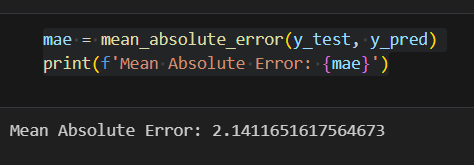 mae = mean_absolute_error(y_test, y_pred)
print(f'Mean Absolute Error: {mae}')
Mean Absolute Error: 2.1411651617564673